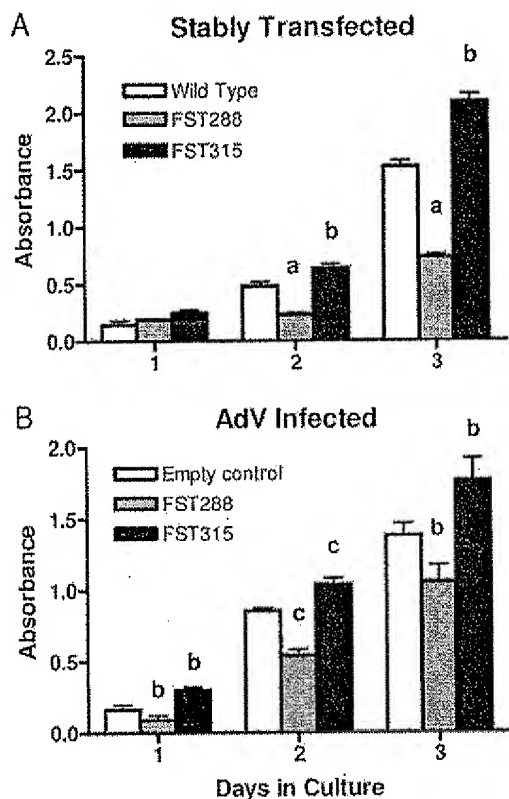 A
Stably Transfected
2.5
2.0
1.5
1.0
0.5
0.0
Absorbance
Wild Type
FST288
FST315
a
b
a
b
1
2
3
B
AdV Infected
2.0
1.5
1.0
0.5
0.0
Absorbance
Empty control
FST288
FST315
b
b
c
c
b
b
1
2
3
Days in Culture